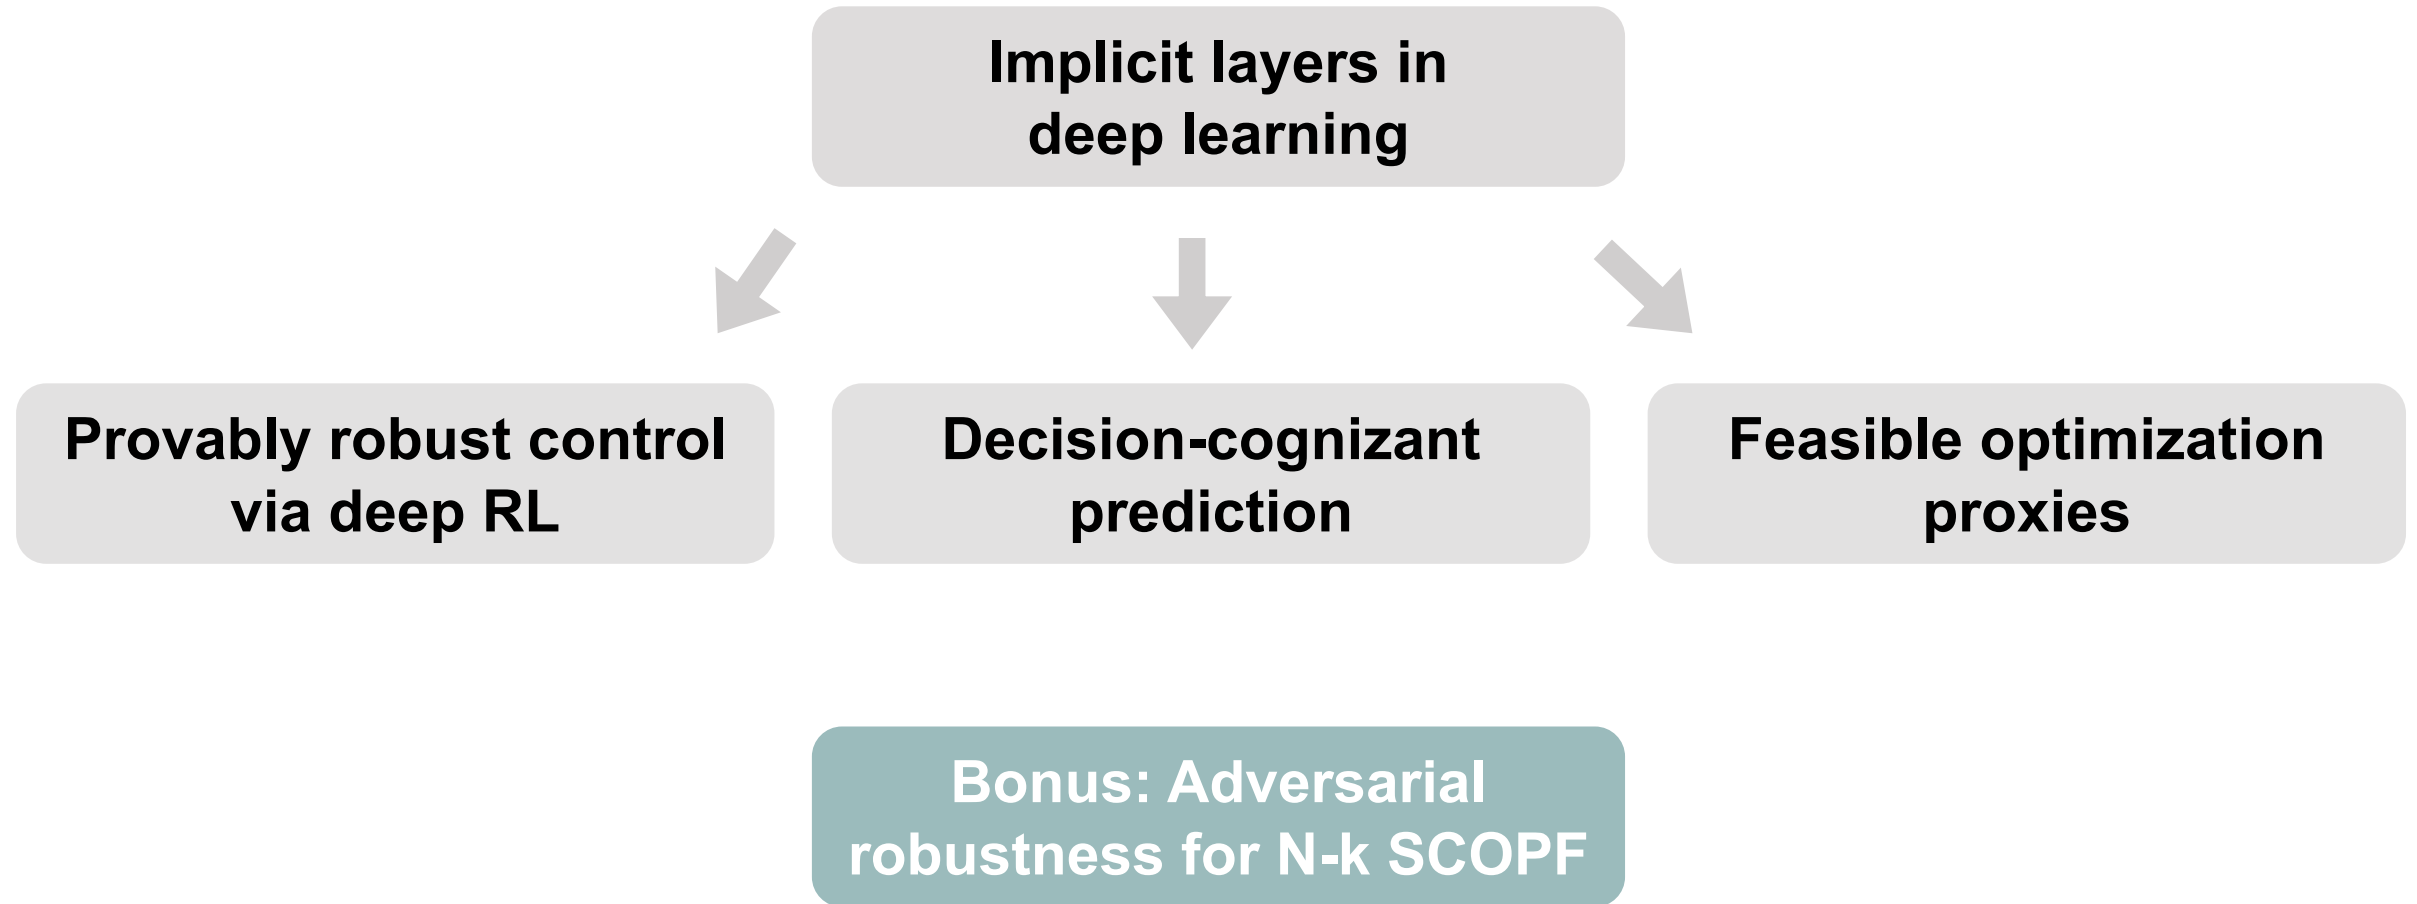 Implicit layers in
deep learning
Provably robust control
via deep RL
Decision-cognizant
prediction
Feasible optimization
proxies
Bonus: Adversarial
robustness for N-k SCOPF